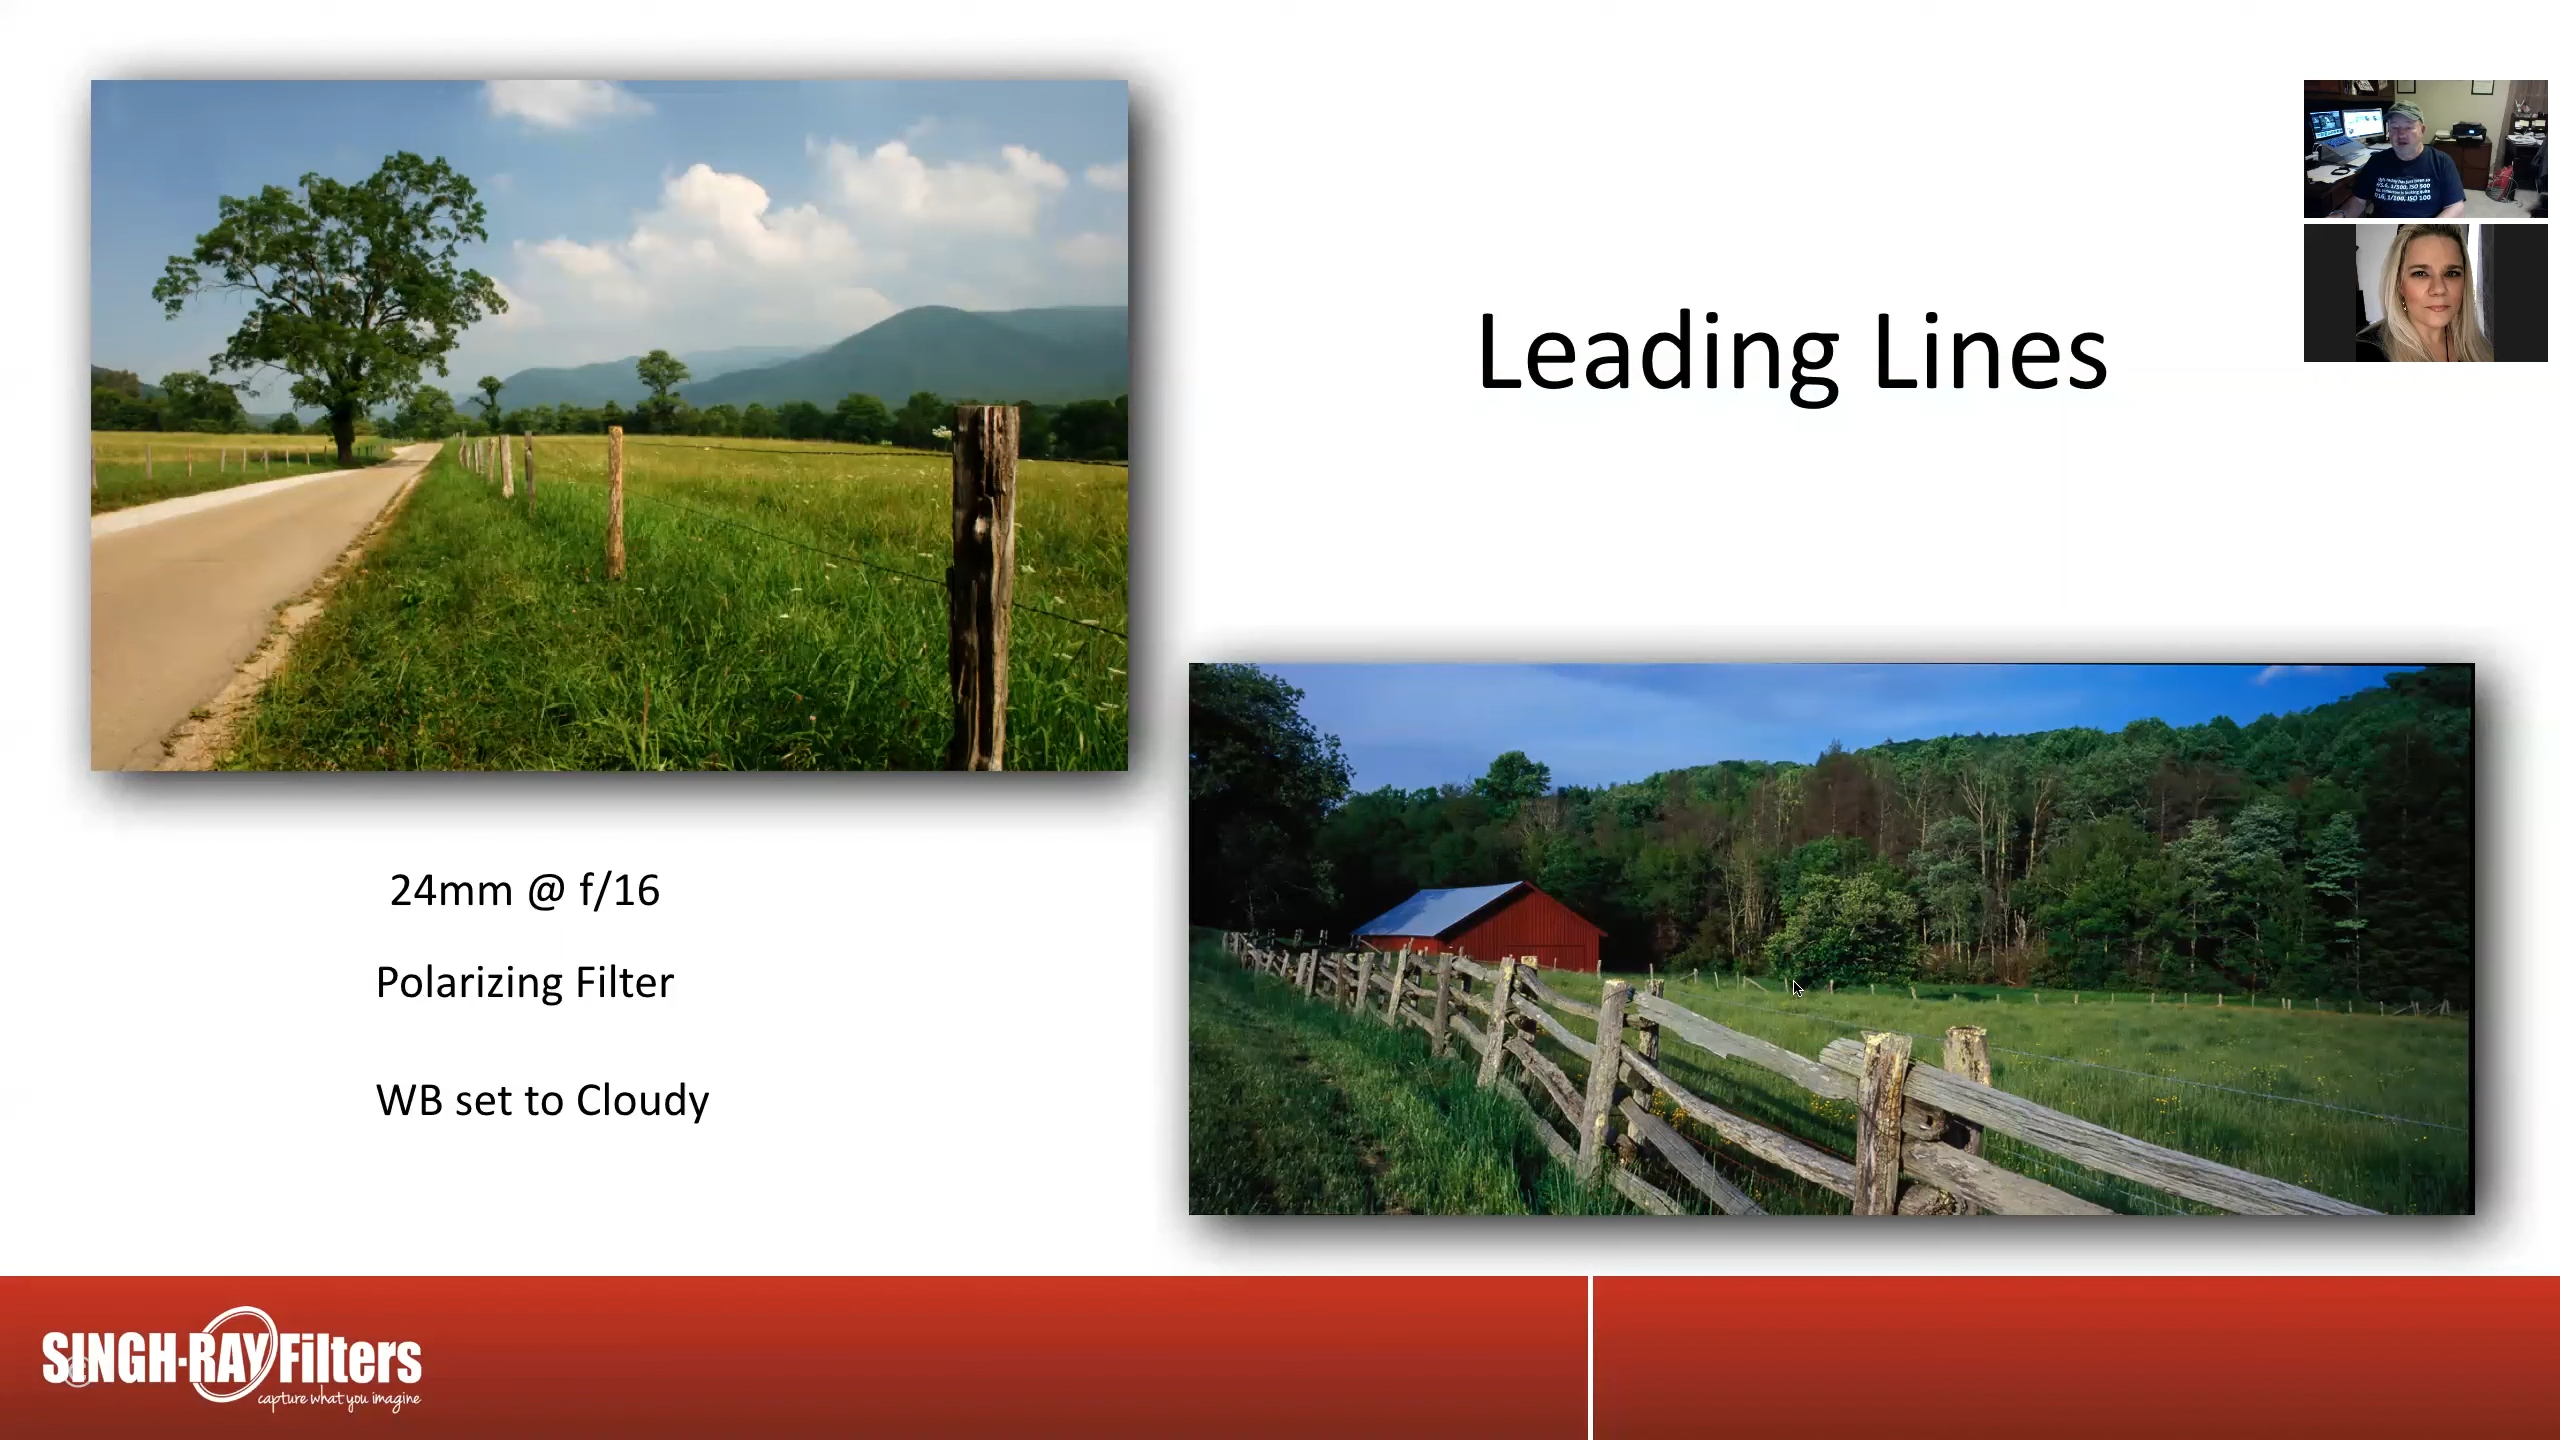 Leading Lines
24mm @ f/16
Polarizing Filter
WB set to Cloudy
SINGH-RAY Filters
capture what you imagine